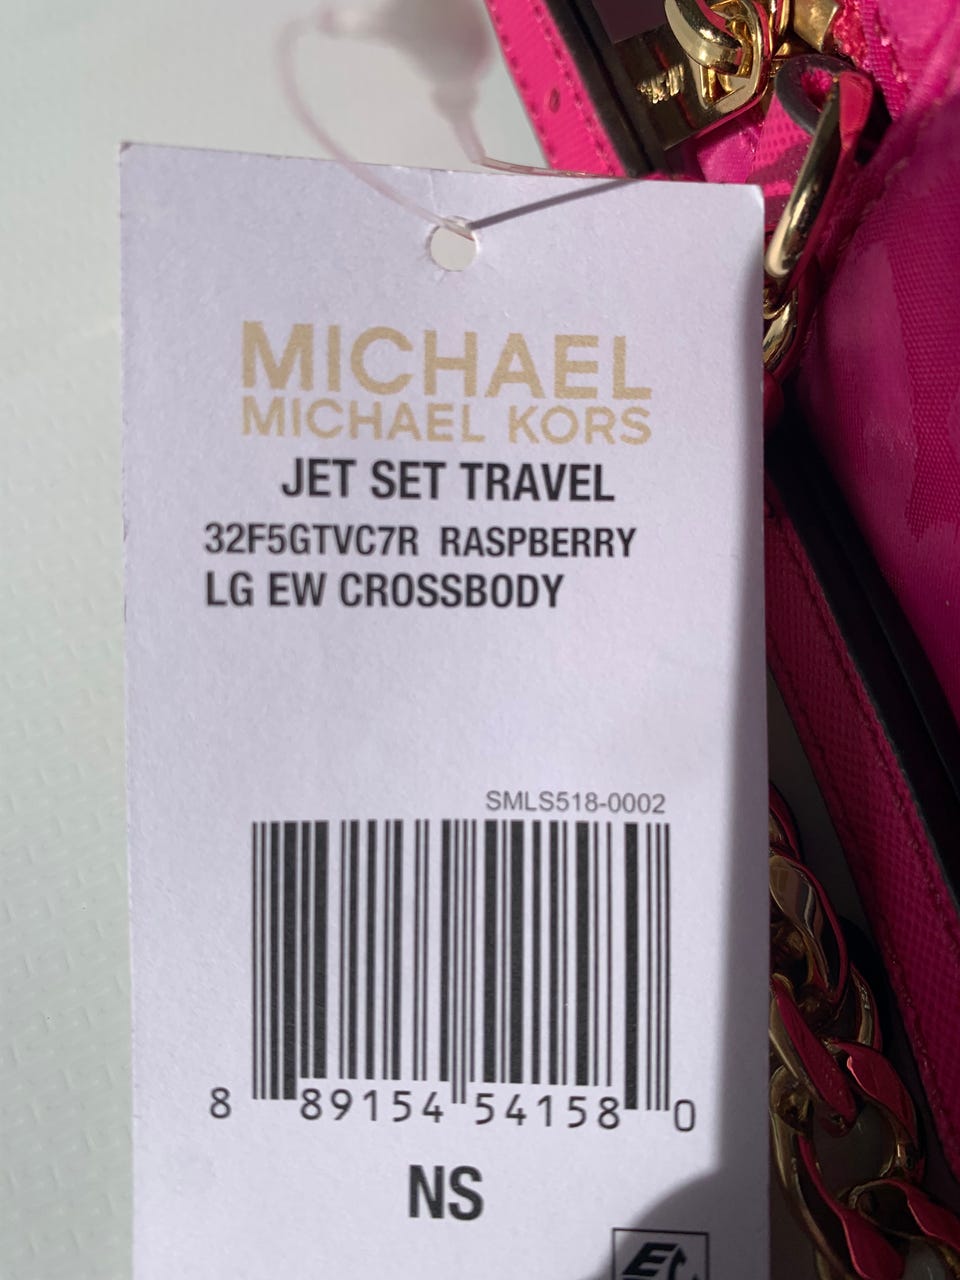 MICHAEL
MICHAEL KORS
JET SET TRAVEL
32F5GTVC7R RASPBERRY
LG EW CROSSBODY
SMLS518-0002
8 89154 54158 0
NS